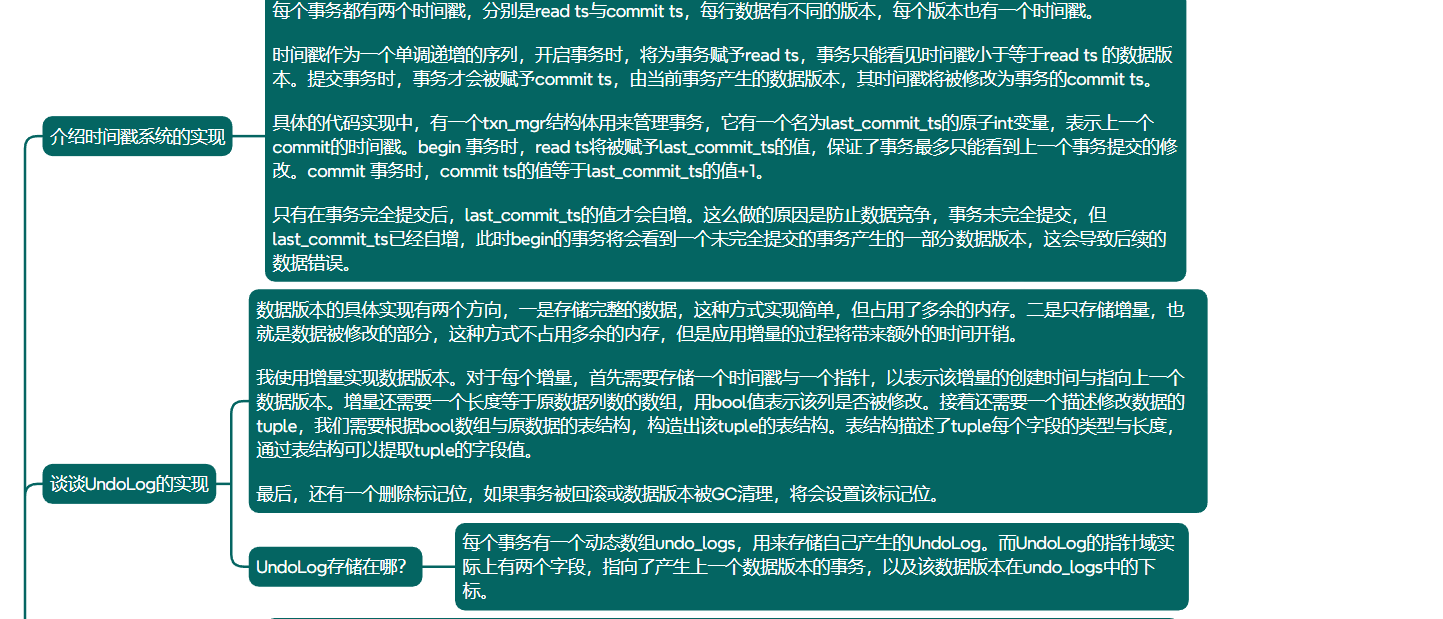 每个事务都有两个时间戳，分别是read ts与commit ts，每行数据有不同的版本，每个版本也有一个时间戳。
时间戳作为一个单调递增的序列，开启事务时，将为事务赋予read ts，事务只能看见时间戳小于等于read ts 的数据版
本。提交事务时，事务才会被赋予commit ts，由当前事务产生的数据版本，其时间戳将被修改为事务的commit ts。
介绍时间戳系统的实现
具体的代码实现中，有一个txn_mgr结构体用来管理事务，它有一个名为last_commit_ts的原子int变量，表示上一个
commit的时间戳。begin 事务时，read ts将被赋予last_commit_ts的值，保证了事务最多只能看到上一个事务提交的修
改。commit 事务时，commit ts的值等于last_commit_ts的值+1。
只有在事务完全提交后，last_commit_ts的值才会自增。这么做的原因是防止数据竞争，事务未完全提交，但
last_commit_ts已经自增，此时begin的事务将会看到一个未完全提交的事务产生的一部分数据版本，这会导致后续的
数据错误。
谈谈UndoLog的实现
数据版本的具体实现有两个方向，一是存储完整的数据，这种方式实现简单，但占用了多余的内存。二是只存储增量，也
就是数据被修改的部分，这种方式不占用多余的内存，但是应用增量的过程将带来额外的时间开销。
我使用增量实现数据版本。对于每个增量，首先需要存储一个时间戳与一个指针，以表示该增量的创建时间与指向上一个
数据版本。增量还需要一个长度等于原数据列数的数组，用bool值表示该列是否被修改。接着还需要一个描述修改数据的
tuple，我们需要根据bool数组与原数据的表结构，构造出该tuple的表结构。表结构描述了tuple每个字段的类型与长度，
通过表结构可以提取tuple的字段值。
最后，还有一个删除标记位，如果事务被回滚或数据版本被GC清理，将会设置该标记位。
UndoLog存储在哪？
每个事务有一个动态数组undo_logs，用来存储自己产生的UndoLog。而UndoLog的指针域实
际上有两个字段，指向了产生上一个数据版本的事务，以及该数据版本在undo_logs中的下
标。